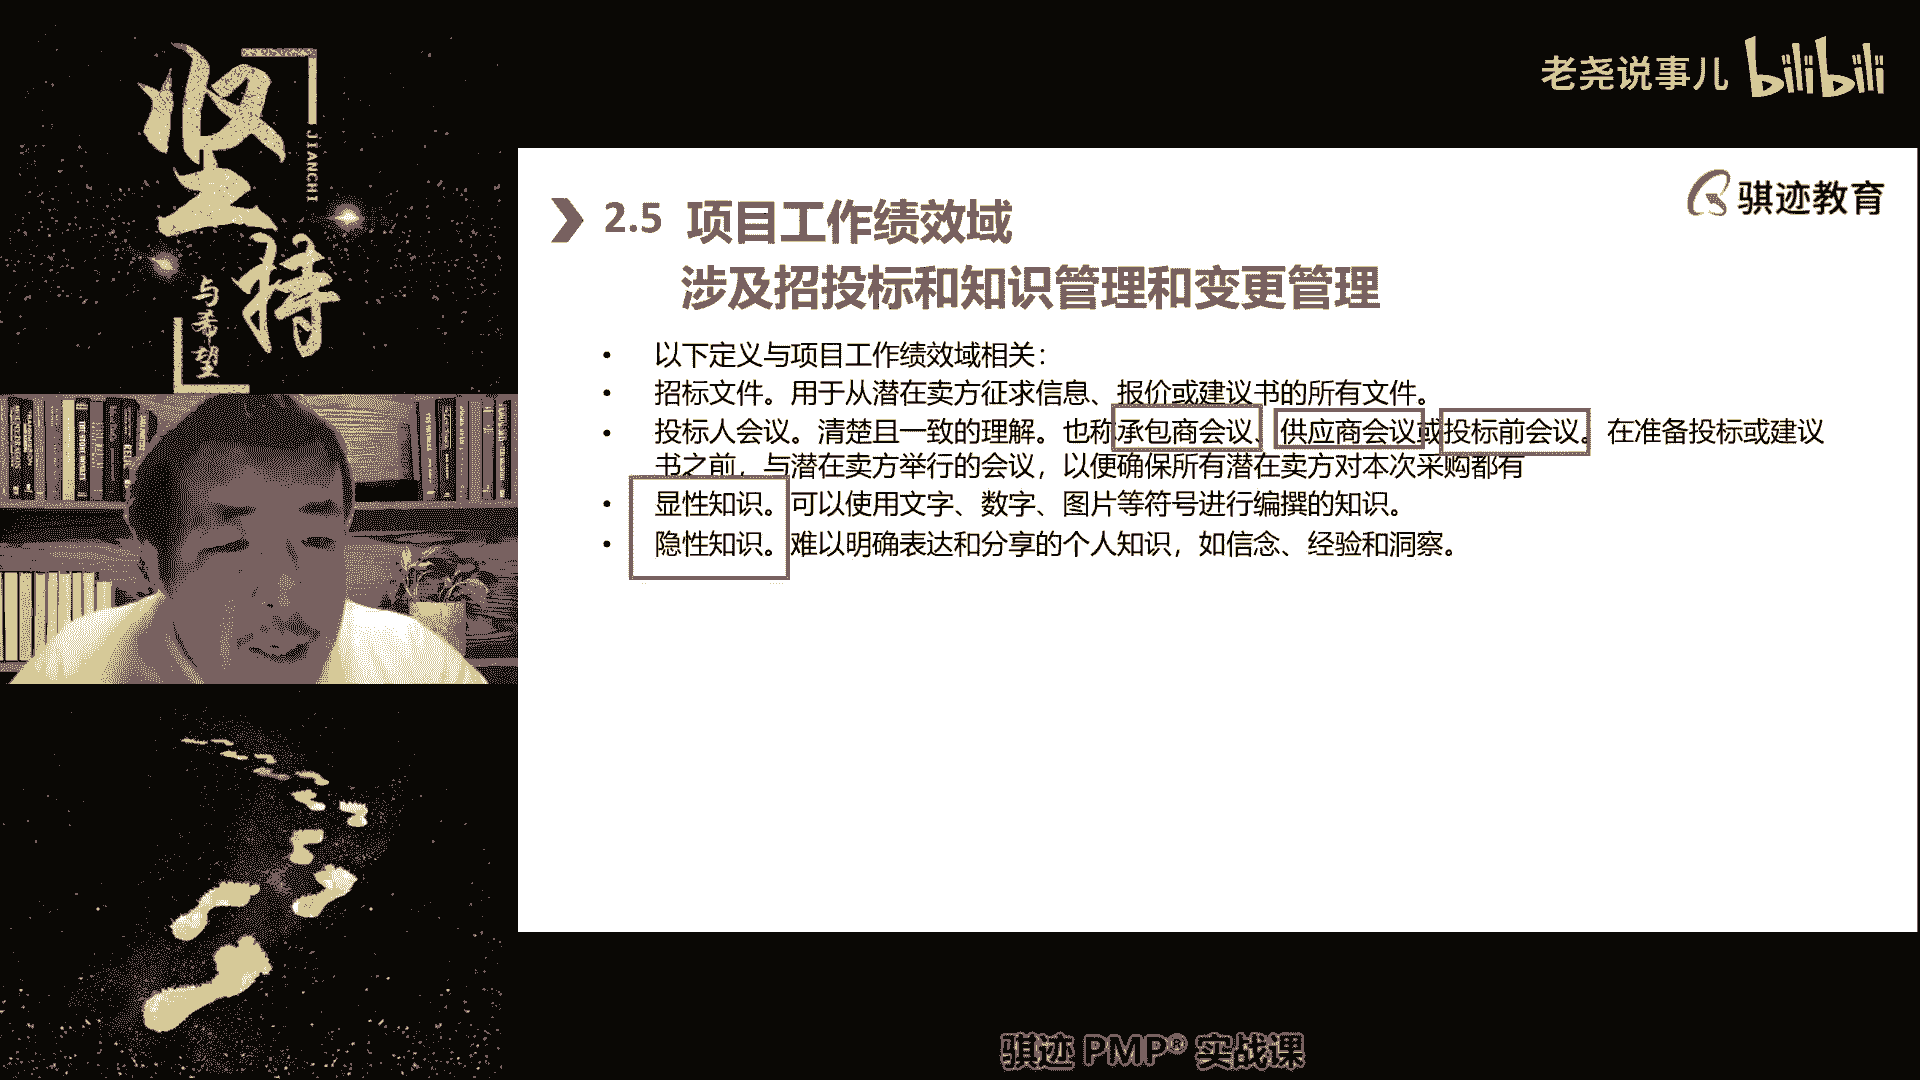 坚持
JIANCHI
与希望
老尧说事儿 bilibili
骐迹教育
2.5 项目工作绩效域
涉及招投标和知识管理和变更管理
• 以下定义与项目工作绩效域相关：
• 招标文件。用于从潜在卖方征求信息、报价或建议书的所有文件。
• 投标人会议。清楚且一致的理解。也称承包商会议、供应商会议或投标前会议。在准备投标或建议
书之前，与潜在卖方举行的会议，以便确保所有潜在卖方对本次采购都有
• 显性知识。可以使用文字、数字、图片等符号进行编撰的知识。
• 隐性知识。难以明确表达和分享的个人知识，如信念、经验和洞察。
骐迹 PMP® 实战课